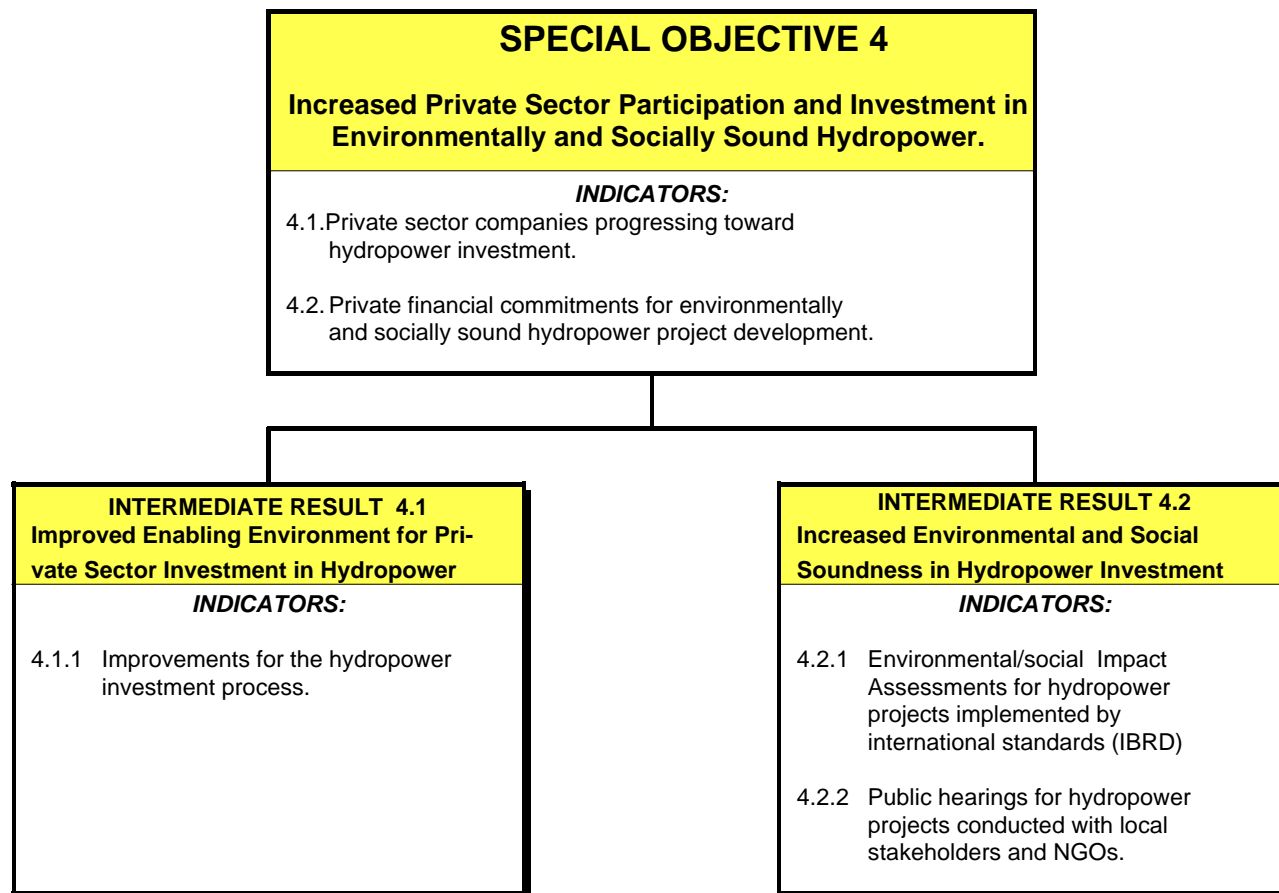 SPECIAL OBJECTIVE 4
Increased Private Sector Participation and Investment in
Environmentally and Socially Sound Hydropower.
INDICATORS:
4.1.Private sector companies progressing toward
hydropower investment.
4.2. Private financial commitments for environmentally
and socially sound hydropower project development.
INTERMEDIATE RESULT 4.1
Improved Enabling Environment for Pri-
vate Sector Investment in Hydropower
INDICATORS:
4.1.1 Improvements for the hydropower
investment process.
INTERMEDIATE RESULT 4.2
Increased Environmental and Social
Soundness in Hydropower Investment
INDICATORS:
4.2.1 Environmental/social Impact
Assessments for hydropower
projects implemented by
international standards (IBRD)
4.2.2 Public hearings for hydropower
projects conducted with local
stakeholders and NGOs.